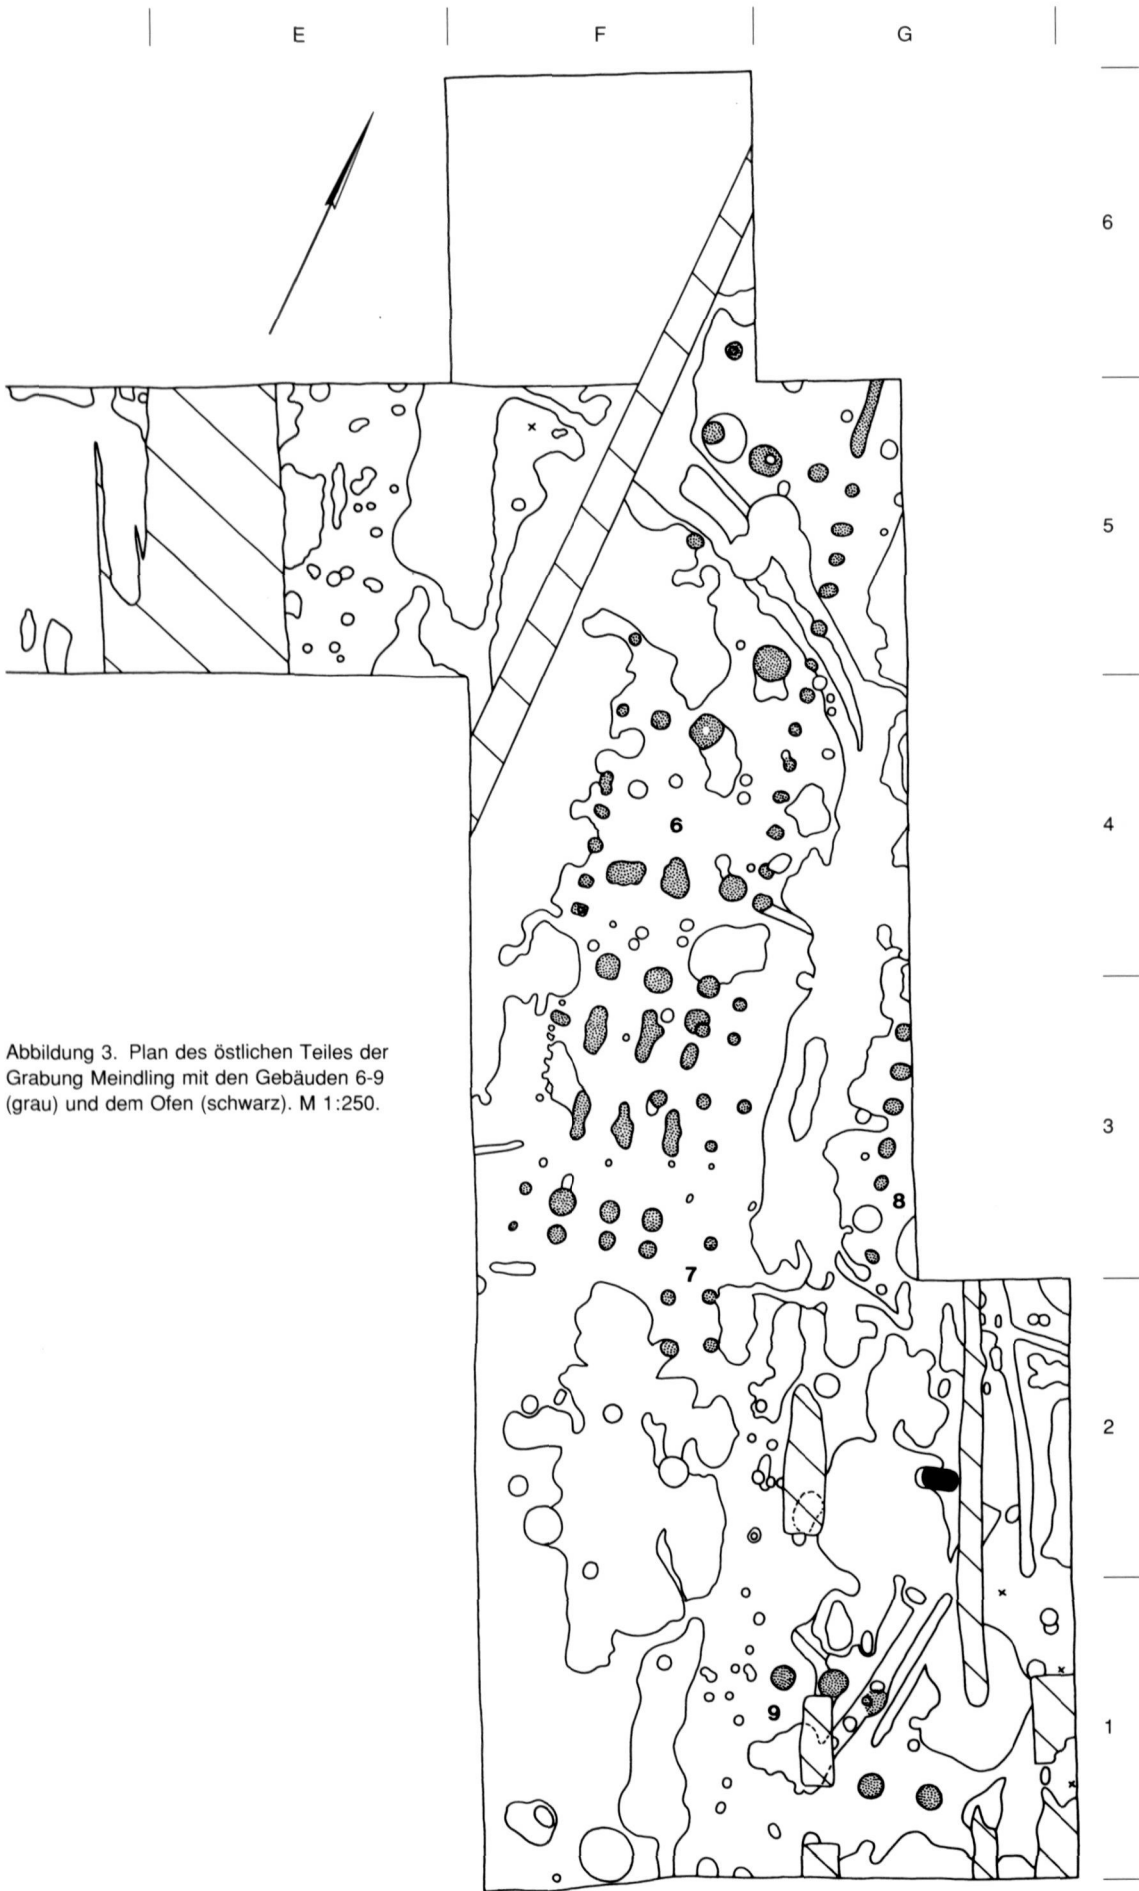 E F G
6
5
6
4
Abbildung 3. Plan des östlichen Teiles der
Grabung Meindling mit den Gebäuden 6-9
(grau) und dem Ofen (schwarz). M 1:250.
3
8
7
2
9
1